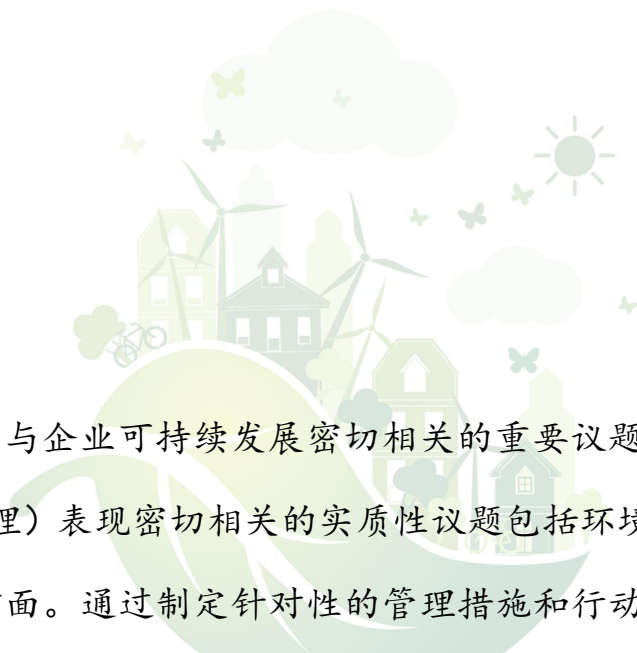 与企业可持续发展密切相关的重要议题
理）表现密切相关的实质性议题包括环境
面。通过制定针对性的管理措施和行动